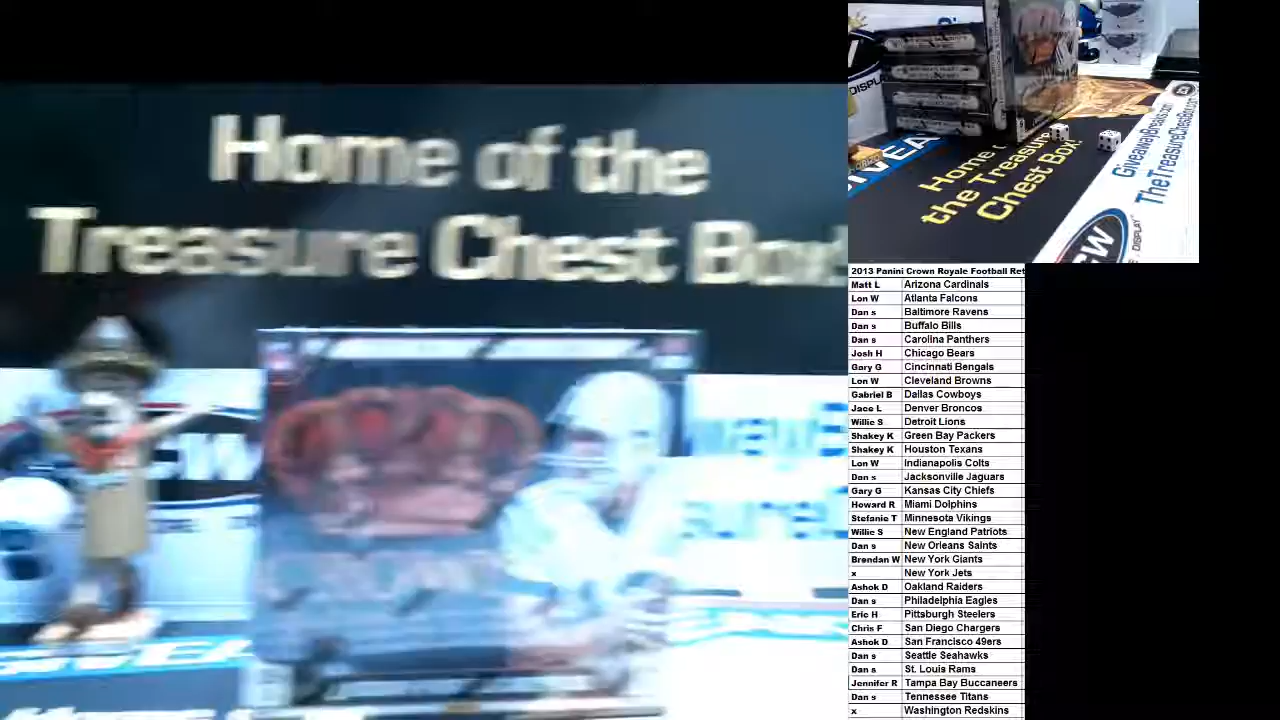 Home of the
Treasure Chest Box!
Home of
the Treasure
Chest Box!
GiveawayBreaks.com
TheTreasureChestBox.com
2013 Panini Crown Royale Football Ret
Matt L Arizona Cardinals
Lon W Atlanta Falcons
Dan s Baltimore Ravens
Dan s Buffalo Bills
Dan s Carolina Panthers
Josh H Chicago Bears
Gary G Cincinnati Bengals
Lon W Cleveland Browns
Gabriel B Dallas Cowboys
Jace L Denver Broncos
Willie S Detroit Lions
Shakey K Green Bay Packers
Shakey K Houston Texans
Lon W Indianapolis Colts
Dan s Jacksonville Jaguars
Gary G Kansas City Chiefs
Howard R Miami Dolphins
Stefanie T Minnesota Vikings
Willie S New England Patriots
Dan s New Orleans Saints
Brendan W New York Giants
x New York Jets
Ashok D Oakland Raiders
Dan s Philadelphia Eagles
Eric H Pittsburgh Steelers
Chris F San Diego Chargers
Ashok D San Francisco 49ers
Dan s Seattle Seahawks
Dan s St. Louis Rams
Jennifer R Tampa Bay Buccaneers
Dan s Tennessee Titans
x Washington Redskins